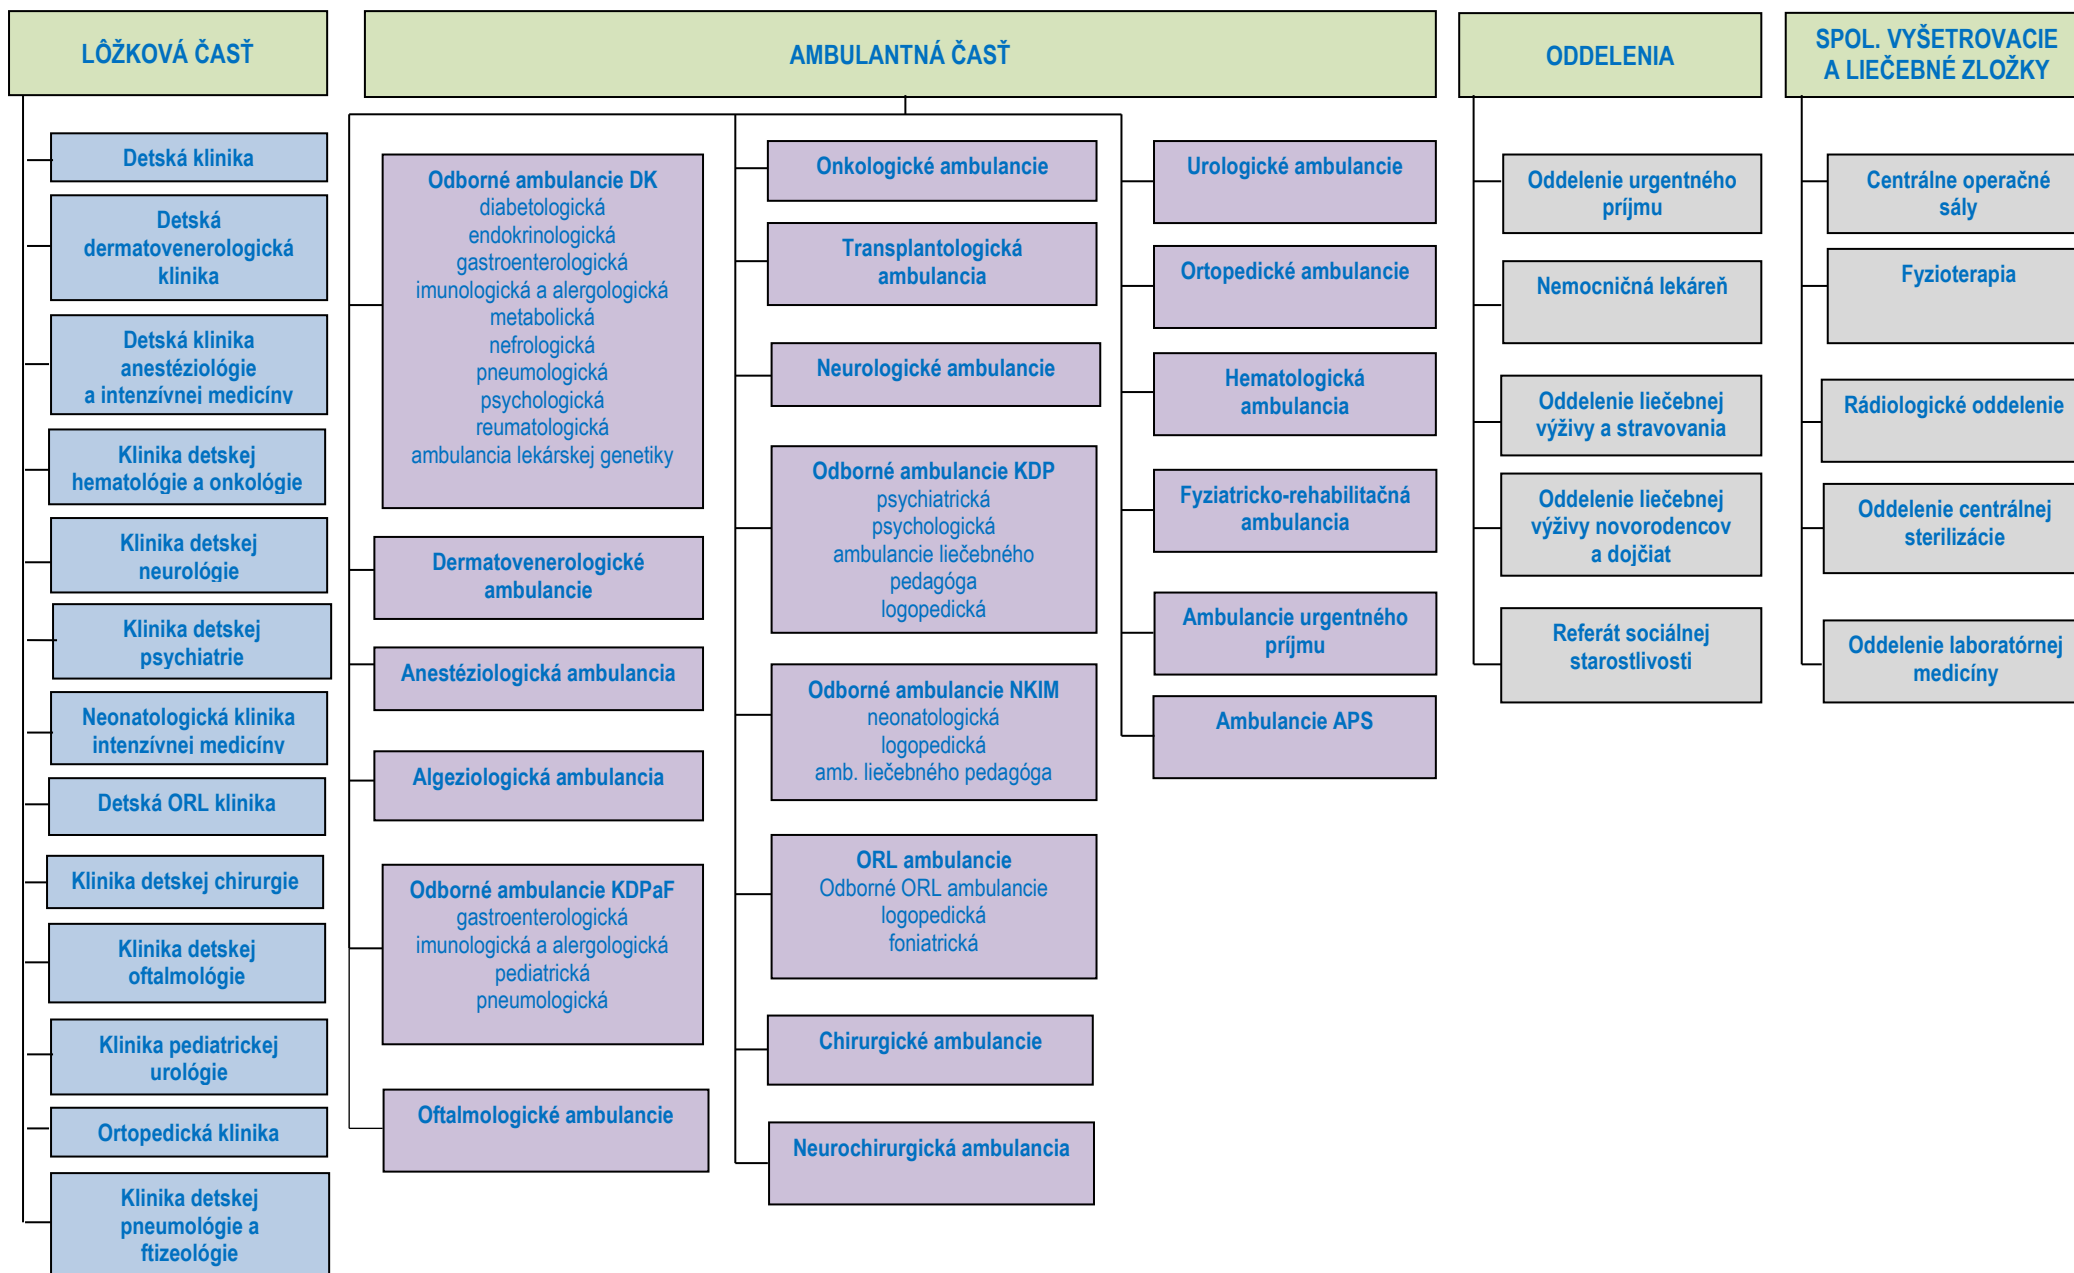 LÔŽKOVÁ ČASŤ
Detská klinika
Detská
dermatovenerologická
klinika
Detská klinika
anestéziológie
a intenzívnej medicíny
Klinika detskej
hematológie a onkológie
Klinika detskej
neurológie
Klinika detskej
psychiatrie
Neonatologická klinika
intenzívnej medicíny
Detská ORL klinika
Klinika detskej chirurgie
Klinika detskej
oftalmológie
Klinika pediatrickej
urológie
Ortopedická klinika
Klinika detskej
pneumológie a
ftizeológie
AMBULANTNÁ ČASŤ
Odborné ambulancie DK
diabetologická
endokrinologická
gastroenterologická
imunologická a alergologická
metabolická
nefrologická
pneumologická
psychologická
reumatologická
ambulancia lekárskej genetiky
Dermatovenerologické
ambulancie
Anestéziologická ambulancia
Algeziologická ambulancia
Odborné ambulancie KDPaF
gastroenterologická
imunologická a alergologická
pediatrická
pneumologická
Oftalmologické ambulancie
Onkologické ambulancie
Transplantologická
ambulancia
Neurologické ambulancie
Odborné ambulancie KDP
psychiatrická
psychologická
ambulancie liečebného
pedagóga
logopedická
Odborné ambulancie NKIM
neonatologická
logopedická
amb. liečebného pedagóga
ORL ambulancie
Odborné ORL ambulancie
logopedická
foniatrická
Chirurgické ambulancie
Neurochirurgická ambulancia
Urologické ambulancie
Ortopedické ambulancie
Hematologická
ambulancia
Fyziatricko-rehabilitačná
ambulancia
Ambulancie urgentného
príjmu
Ambulancie APS
ODDELENIA
Oddelenie urgentného
príjmu
Nemocničná lekáreň
Oddelenie liečebnej
výživy a stravovania
Oddelenie liečebnej
výživy novorodencov
a dojčiat
Referát sociálnej
starostlivosti
SPOL. VYŠETROVACIE
A LIEČEBNÉ ZLOŽKY
Centrálne operačné
sály
Fyzioterapia
Rádiologické oddelenie
Oddelenie centrálnej
sterilizácie
Oddelenie laboratórnej
medicíny